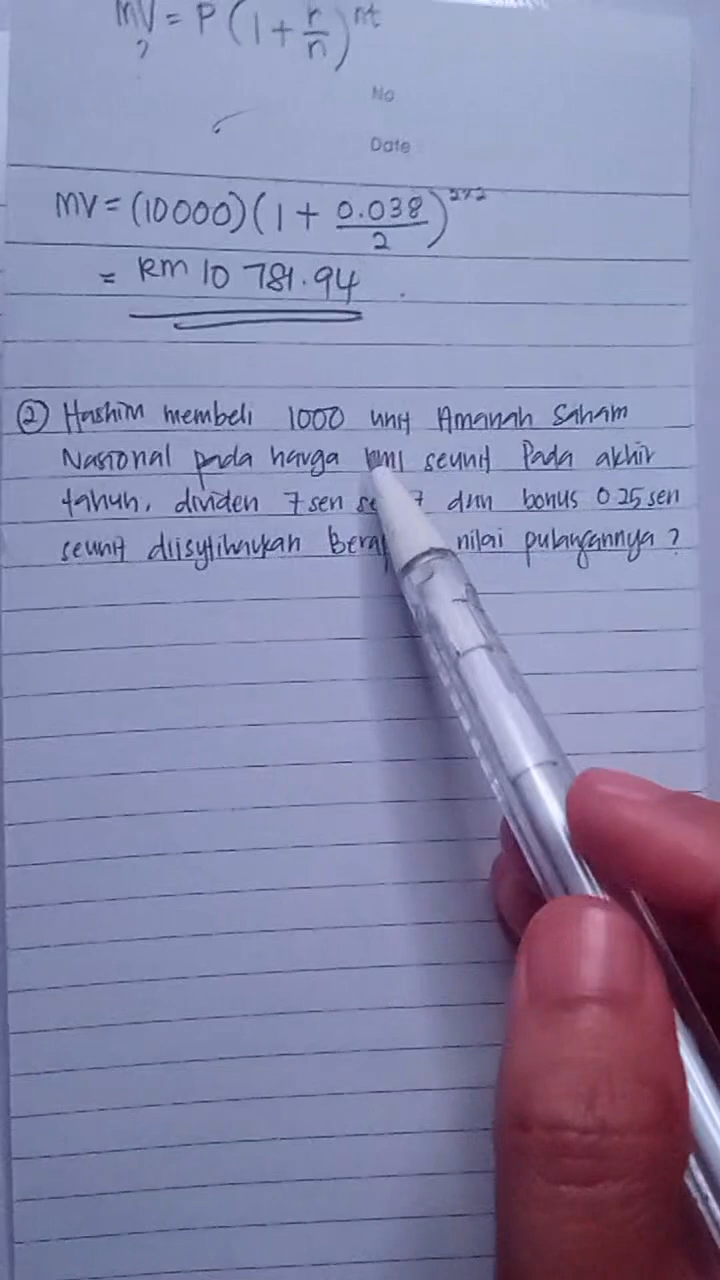 MV = P(1 + r/n)^nt
?
No
Date
MV = (10000)(1 + 0.038/2)^2×2
= RM 10 781.94
② Hashim membeli 1000 unit Amanah Saham
Nasional pada harga RM1 seunit Pada akhir
tahun, dividen 7 sen dan bonus 0.25 sen
seunit diisytiharkan nilai pulangannya ?